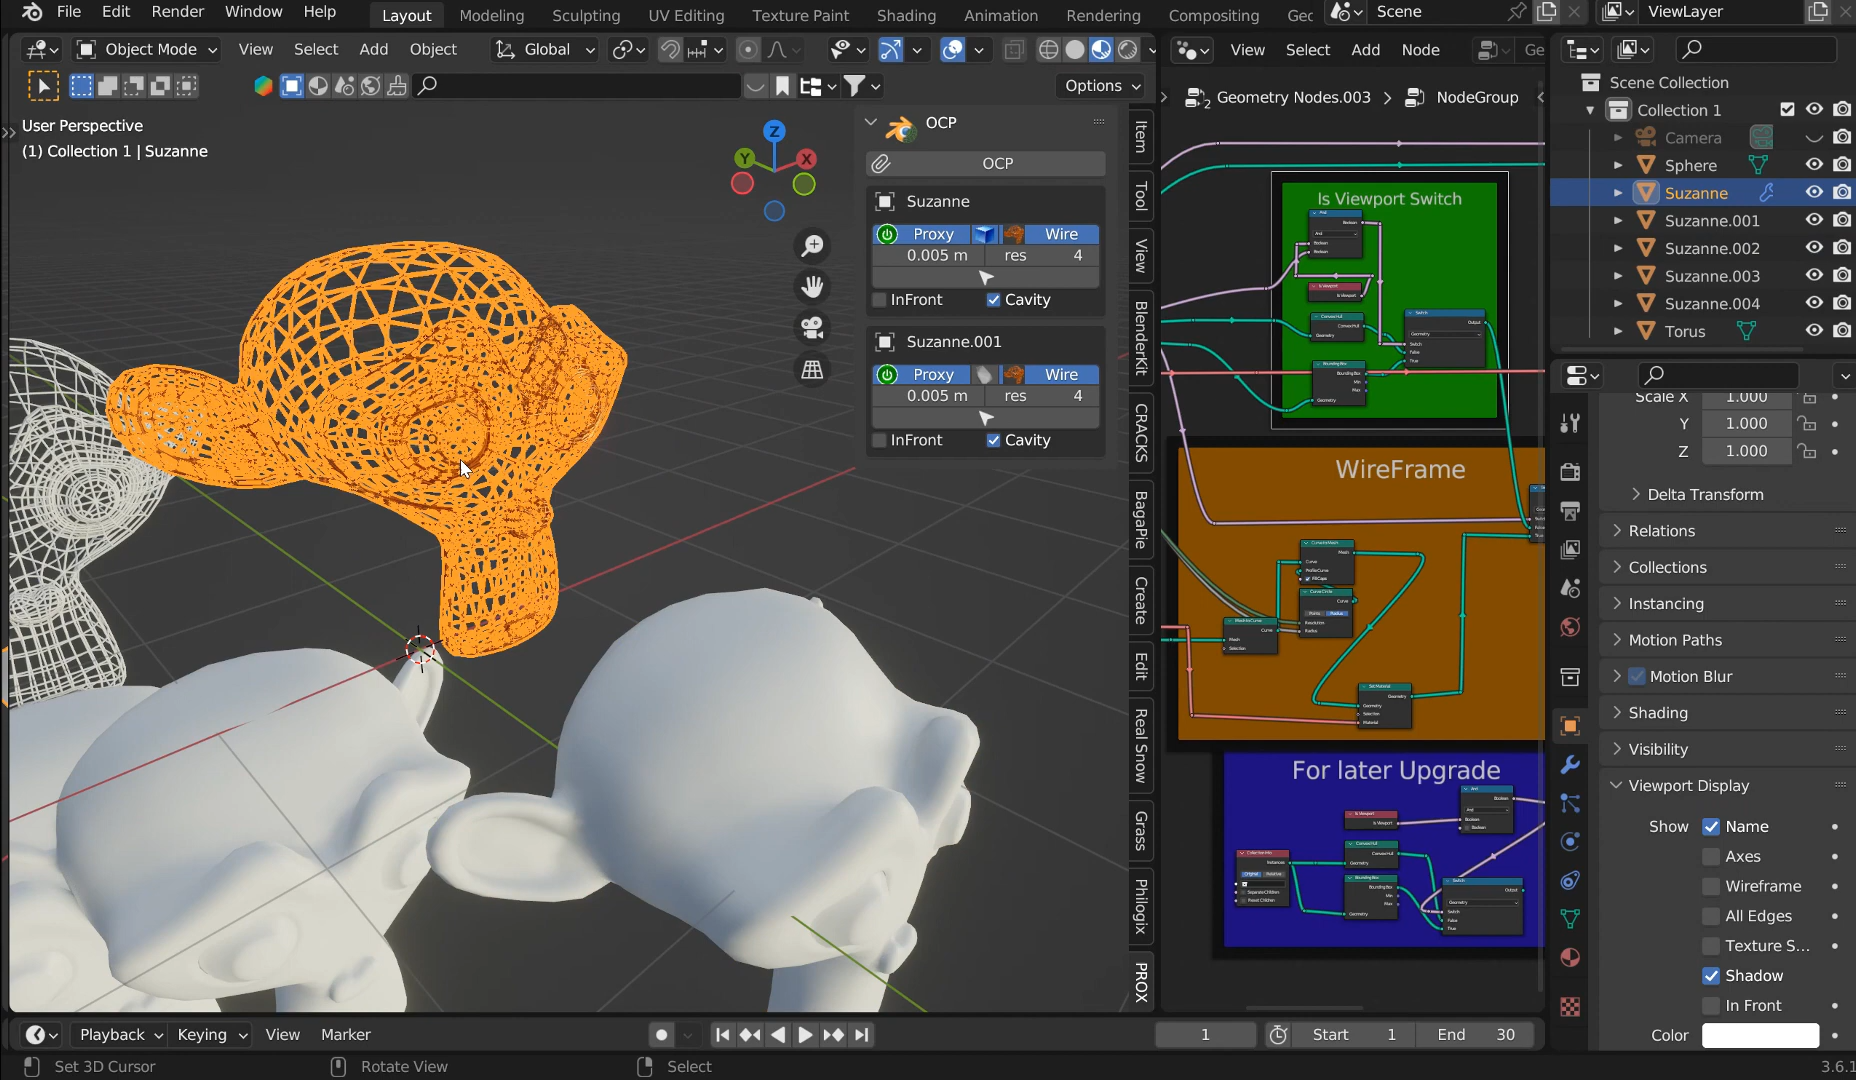 File Edit Render Window Help Layout Modeling Sculpting UV Editing Texture Paint Shading Animation Rendering Compositing Geo Scene ViewLayer
Object Mode View Select Add Object Global
Options
User Perspective
(1) Collection 1 | Suzanne
Z
Y
X
OCP
OCP
Suzanne
Proxy Wire
0.005 m res 4
InFront Cavity
Suzanne.001
Proxy Wire
0.005 m res 4
InFront Cavity
Item
Tool
View
BlenderKit
CRACKS
BagaPie
Create
Edit
Real Snow
Grass
Philogix
PROX
View Select Add Node Ge
2 Geometry Nodes.003 > NodeGroup
Is Viewport Switch
WireFrame
For later Upgrade
Scene Collection
Collection 1
Camera
Sphere
Suzanne
Suzanne.001
Suzanne.002
Suzanne.003
Suzanne.004
Torus
Scale X 1.000
Y 1.000
Z 1.000
Delta Transform
Relations
Collections
Instancing
Motion Paths
Motion Blur
Shading
Visibility
Viewport Display
Show Name
Axes
Wireframe
All Edges
Texture S...
Shadow
In Front
Color
Playback Keying View Marker
1 Start 1 End 30
Set 3D Cursor Rotate View Select 3.6.1